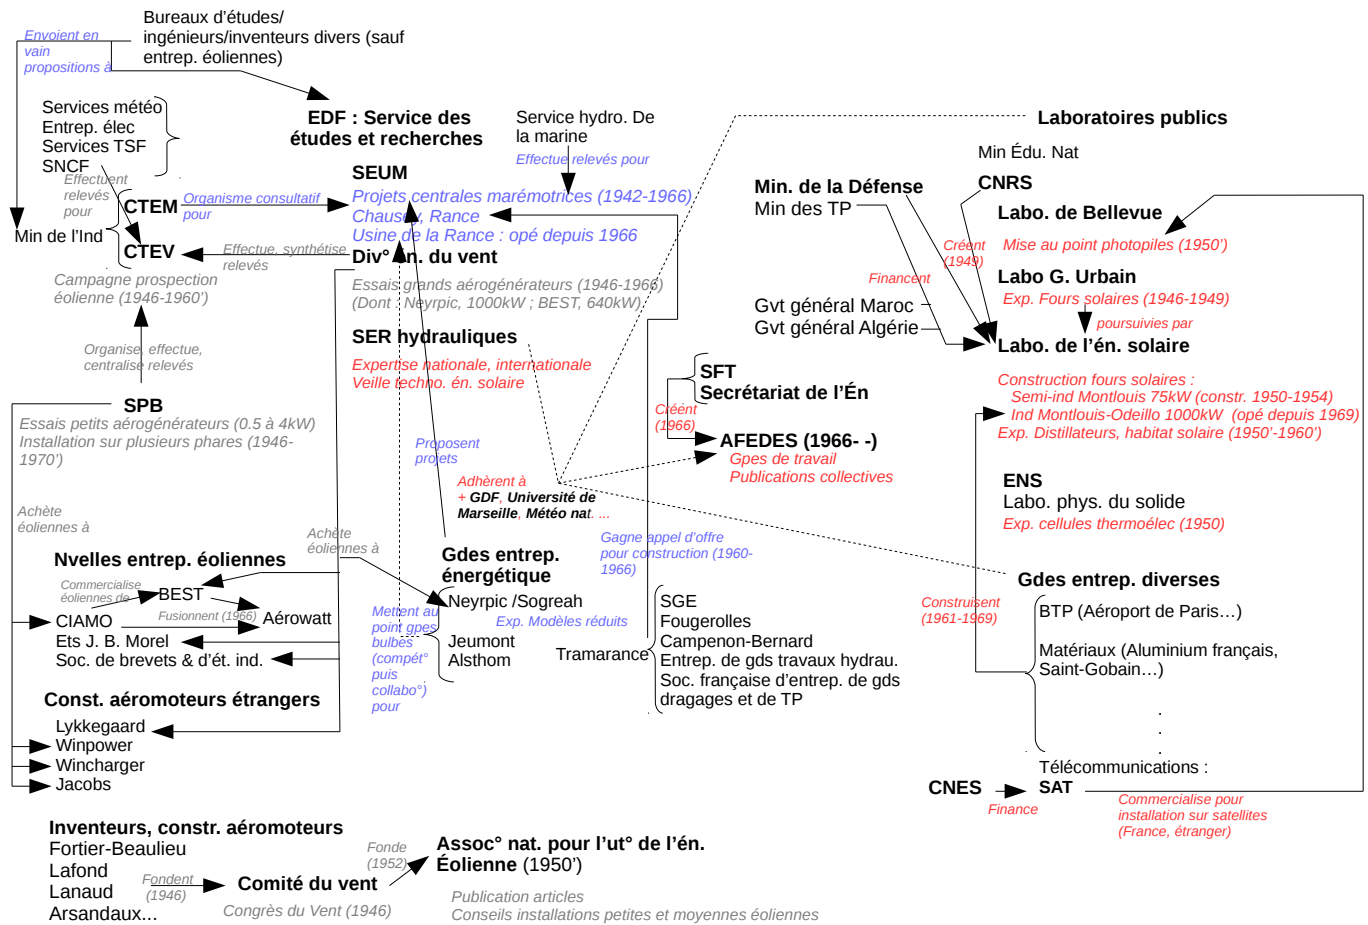 Bureaux d'études/
ingénieurs/inventeurs divers (sauf
entrep. éoliennes)
Envoient en
vain
propositions à
Services météo
Entrep. élec
Services TSF
SNCF
Effectuent
relevés
pour
CTEM
Organisme consultatif
pour
Min de l'Ind
CTEV
Effectue, synthétise
relevés
Campagne prospection
éolienne (1946-1960')
Organise, effectue,
centralise relevés
SPB
Essais petits aérogénérateurs (0.5 à 4kW)
Installation sur plusieurs phares (1946-
1970')
Achète
éoliennes à
EDF : Service des
études et recherches
SEUM
Projets centrales marémotrices (1942-1966)
Chausey, Rance
Usine de la Rance : opé depuis 1966
Div° én. du vent
Essais grands aérogénérateurs (1946-1966)
(Dont : Neyrpic, 1000kW ; BEST, 640kW)
SER hydrauliques
Expertise nationale, internationale
Veille techno. én. solaire
Service hydro. De
la marine
Effectue relevés pour
Proposent
projets
Adhèrent à
+ GDF, Université de
Marseille, Météo nat. ...
Laboratoires publics
Min Édu. Nat
CNRS
Min. de la Défense
Min des TP
Labo. de Bellevue
Mise au point photopiles (1950')
Créent
(1949)
Financent
Labo G. Urbain
Exp. Fours solaires (1946-1949)
poursuivies par
Gvt général Maroc
Gvt général Algérie
Labo. de l'én. solaire
Construction fours solaires :
Semi-ind Montlouis 75kW (constr. 1950-1954)
Ind Montlouis-Odeillo 1000kW (opé depuis 1969)
Exp. Distillateurs, habitat solaire (1950'-1960')
SFT
Secrétariat de l'Én
Créent
(1966)
AFEDES (1966- -)
Gpes de travail
Publications collectives
ENS
Labo. phys. du solide
Exp. cellules thermoélec (1950)
Nvelles entrep. éoliennes
Commercialise
éoliennes de
BEST
Fusionnent (1966)
CIAMO
Aérowatt
Ets J. B. Morel
Soc. de brevets & d'ét. ind.
Const. aéromoteurs étrangers
Lykkegaard
Winpower
Wincharger
Jacobs
Achète
éoliennes à
Gdes entrep.
énergétique
Neyrpic /Sogreah
Exp. Modèles réduits
Jeumont
Alsthom
Mettent au
point gpes
bulbes
(compét°
puis
collabo°)
pour
Gagne appel d'offre
pour construction (1960-
1966)
Tramarance
SGE
Fougerolles
Campenon-Bernard
Entrep. de gds travaux hydrau.
Soc. française d'entrep. de gds
dragages et de TP
Gdes entrep. diverses
Construisent
(1961-1969)
BTP (Aéroport de Paris…)
Matériaux (Aluminium français,
Saint-Gobain…)
.
.
.
Télécommunications :
CNES
SAT
Finance
Commercialise pour
installation sur satellites
(France, étranger)
Inventeurs, constr. aéromoteurs
Fortier-Beaulieu
Lafond
Lanaud
Arsandaux...
Fondent
(1946)
Comité du vent
Congrès du Vent (1946)
Fonde
(1952)
Assoc° nat. pour l'ut° de l'én.
Éolienne (1950')
Publication articles
Conseils installations petites et moyennes éoliennes